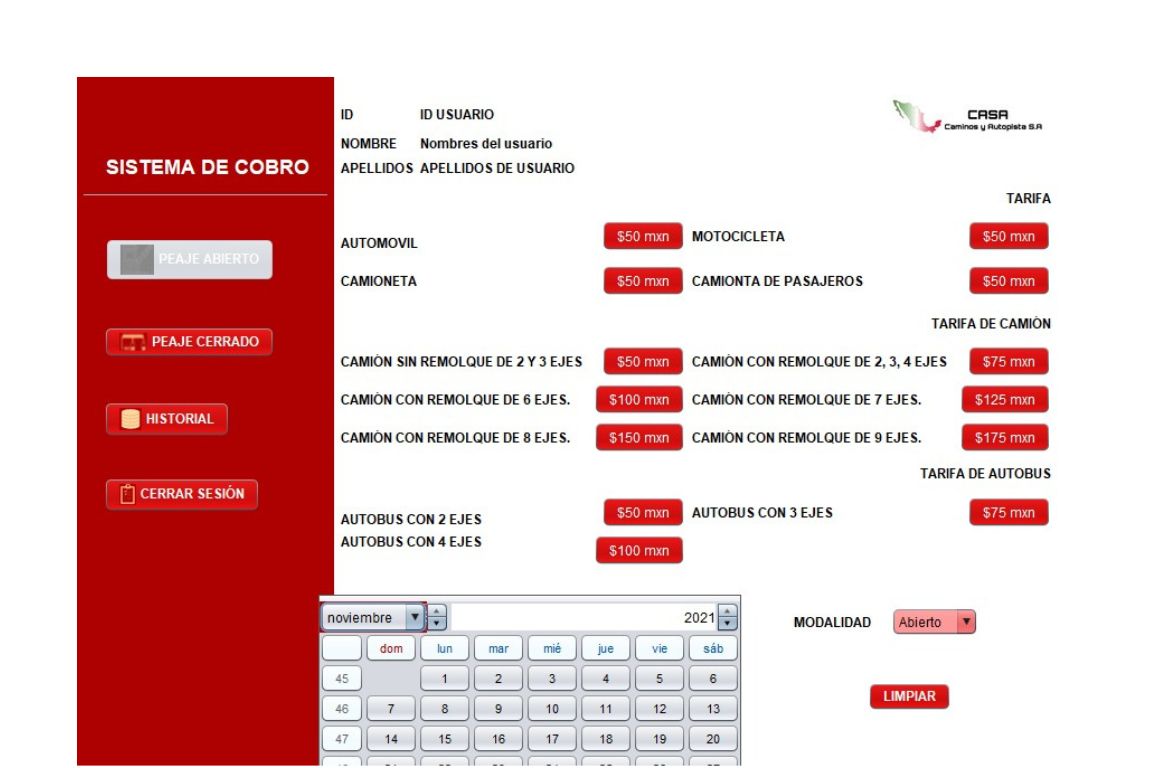 SISTEMA DE COBRO
PEAJE ABIERTO
PEAJE CERRADO
HISTORIAL
CERRAR SESIÓN
ID ID USUARIO
NOMBRE Nombres del usuario
APELLIDOS APELLIDOS DE USUARIO
CASA
Caminos y Autopista S.A
TARIFA
AUTOMOVIL $50 mxn MOTOCICLETA $50 mxn
CAMIONETA $50 mxn CAMIONTA DE PASAJEROS $50 mxn
TARIFA DE CAMIÓN
CAMIÓN SIN REMOLQUE DE 2 Y 3 EJES $50 mxn CAMIÓN CON REMOLQUE DE 2, 3, 4 EJES $75 mxn
CAMIÓN CON REMOLQUE DE 6 EJES. $100 mxn CAMIÓN CON REMOLQUE DE 7 EJES. $125 mxn
CAMIÓN CON REMOLQUE DE 8 EJES. $150 mxn CAMIÓN CON REMOLQUE DE 9 EJES. $175 mxn
TARIFA DE AUTOBUS
AUTOBUS CON 2 EJES $50 mxn AUTOBUS CON 3 EJES $75 mxn
AUTOBUS CON 4 EJES $100 mxn
noviembre 2021
dom lun mar mié jue vie sáb
45 1 2 3 4 5 6
46 7 8 9 10 11 12 13
47 14 15 16 17 18 19 20
MODALIDAD Abierto
LIMPIAR